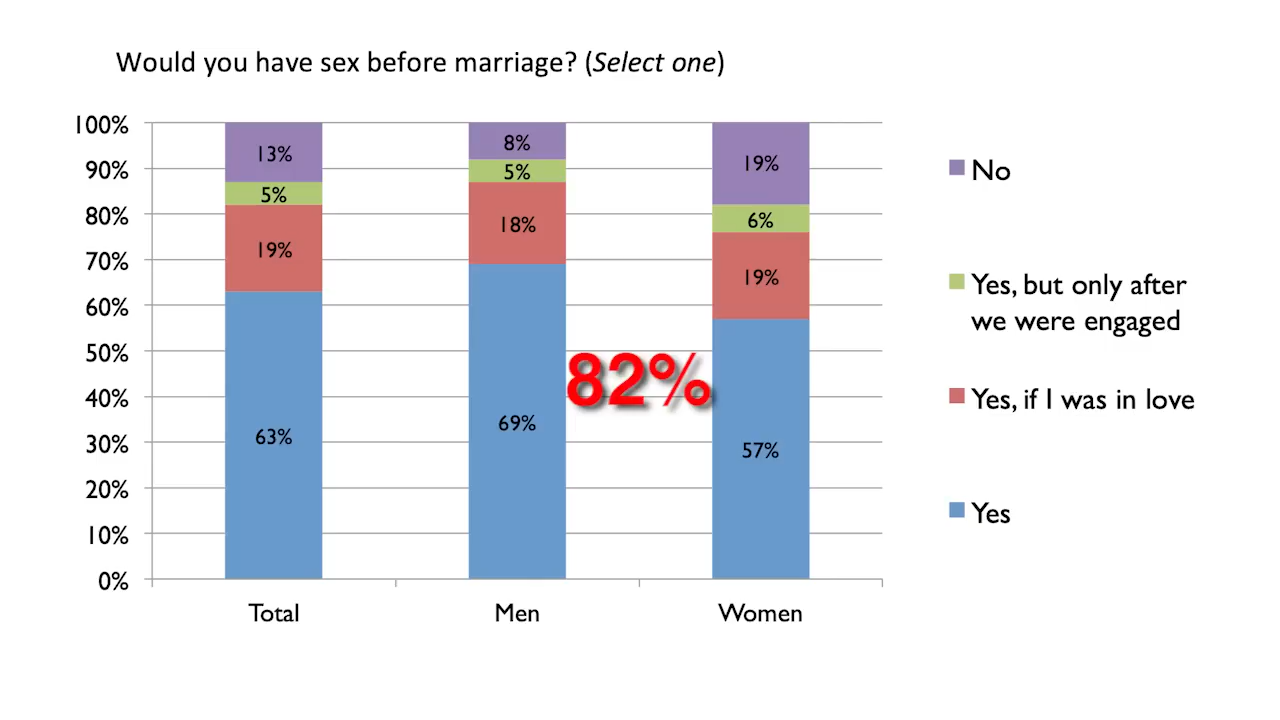 Would you have sex before marriage? (Select one)
100%
90%
80%
70%
60%
50%
40%
30%
20%
10%
0%
13%
5%
19%
63%
8%
5%
18%
69%
19%
6%
19%
57%
82%
Total
Men
Women
No
Yes, but only after
we were engaged
Yes, if I was in love
Yes